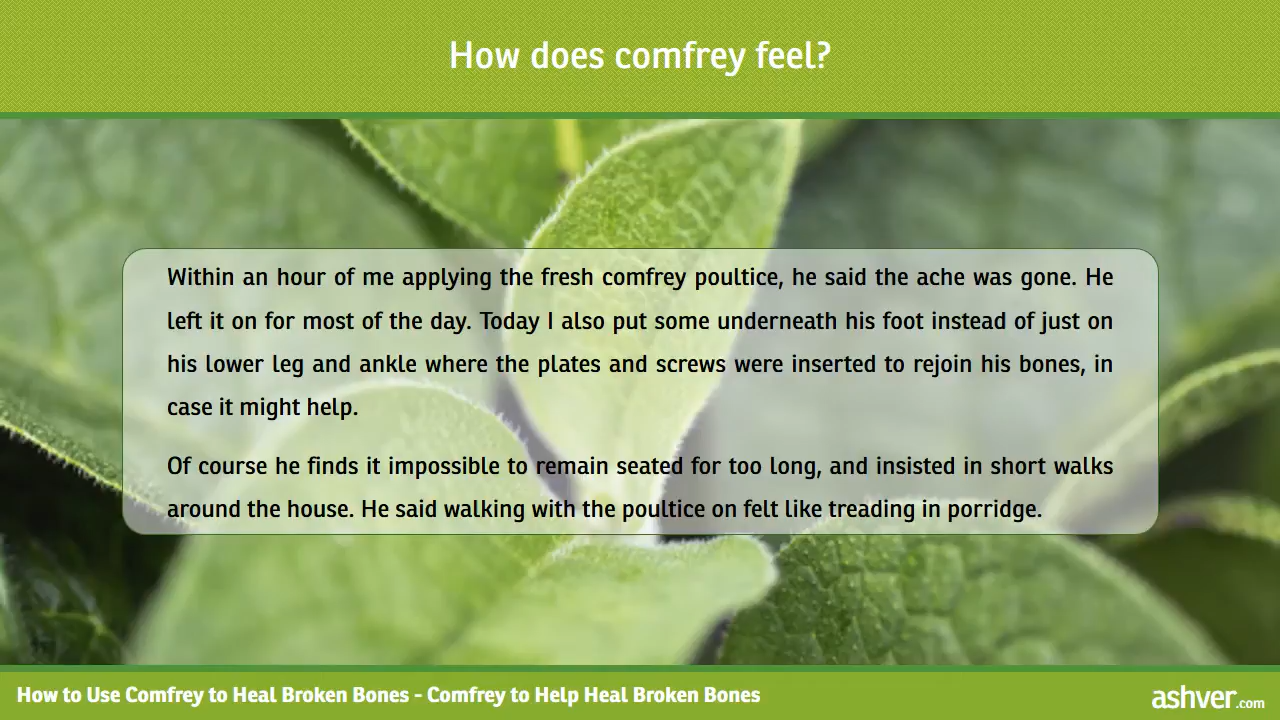 How does comfrey feel?
Within an hour of me applying the fresh comfrey poultice, he said the ache was gone. He
left it on for most of the day. Today I also put some underneath his foot instead of just on
his lower leg and ankle where the plates and screws were inserted to rejoin his bones, in
case it might help.
Of course he finds it impossible to remain seated for too long, and insisted in short walks
around the house. He said walking with the poultice on felt like treading in porridge.
How to Use Comfrey to Heal Broken Bones - Comfrey to Help Heal Broken Bones
ashver.com